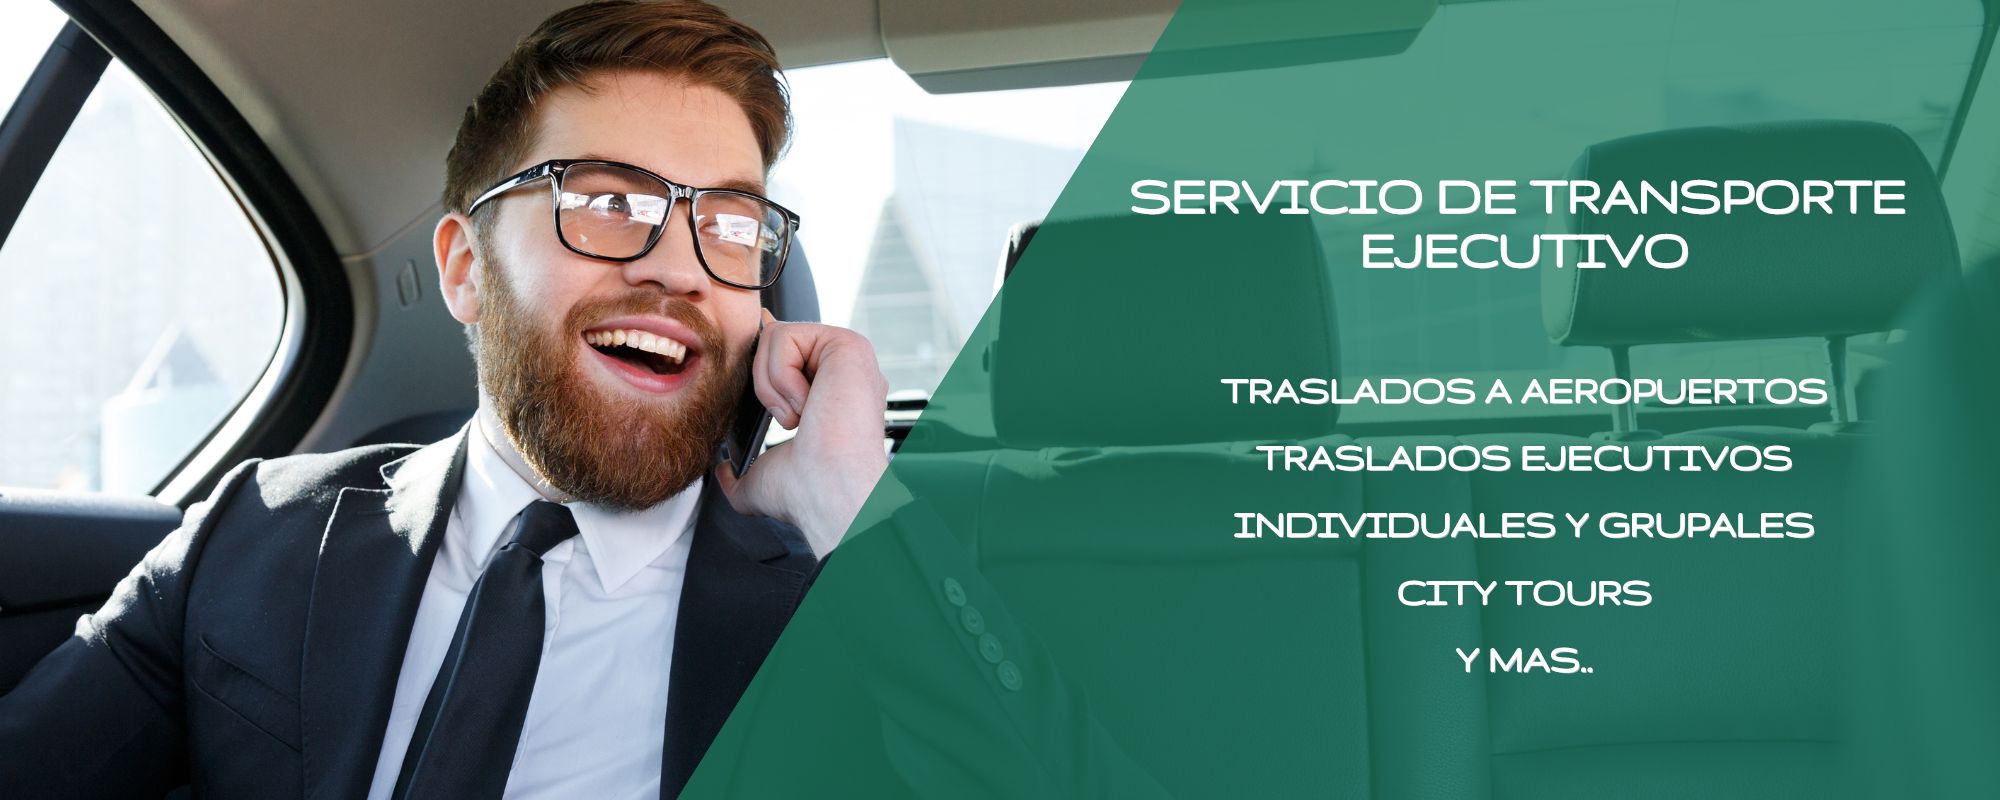 SERVICIO DE TRANSPORTE
EJECUTIVO
TRASLADOS A AEROPUERTOS
TRASLADOS EJECUTIVOS
INDIVIDUALES Y GRUPALES
CITY TOURS
Y MAS..